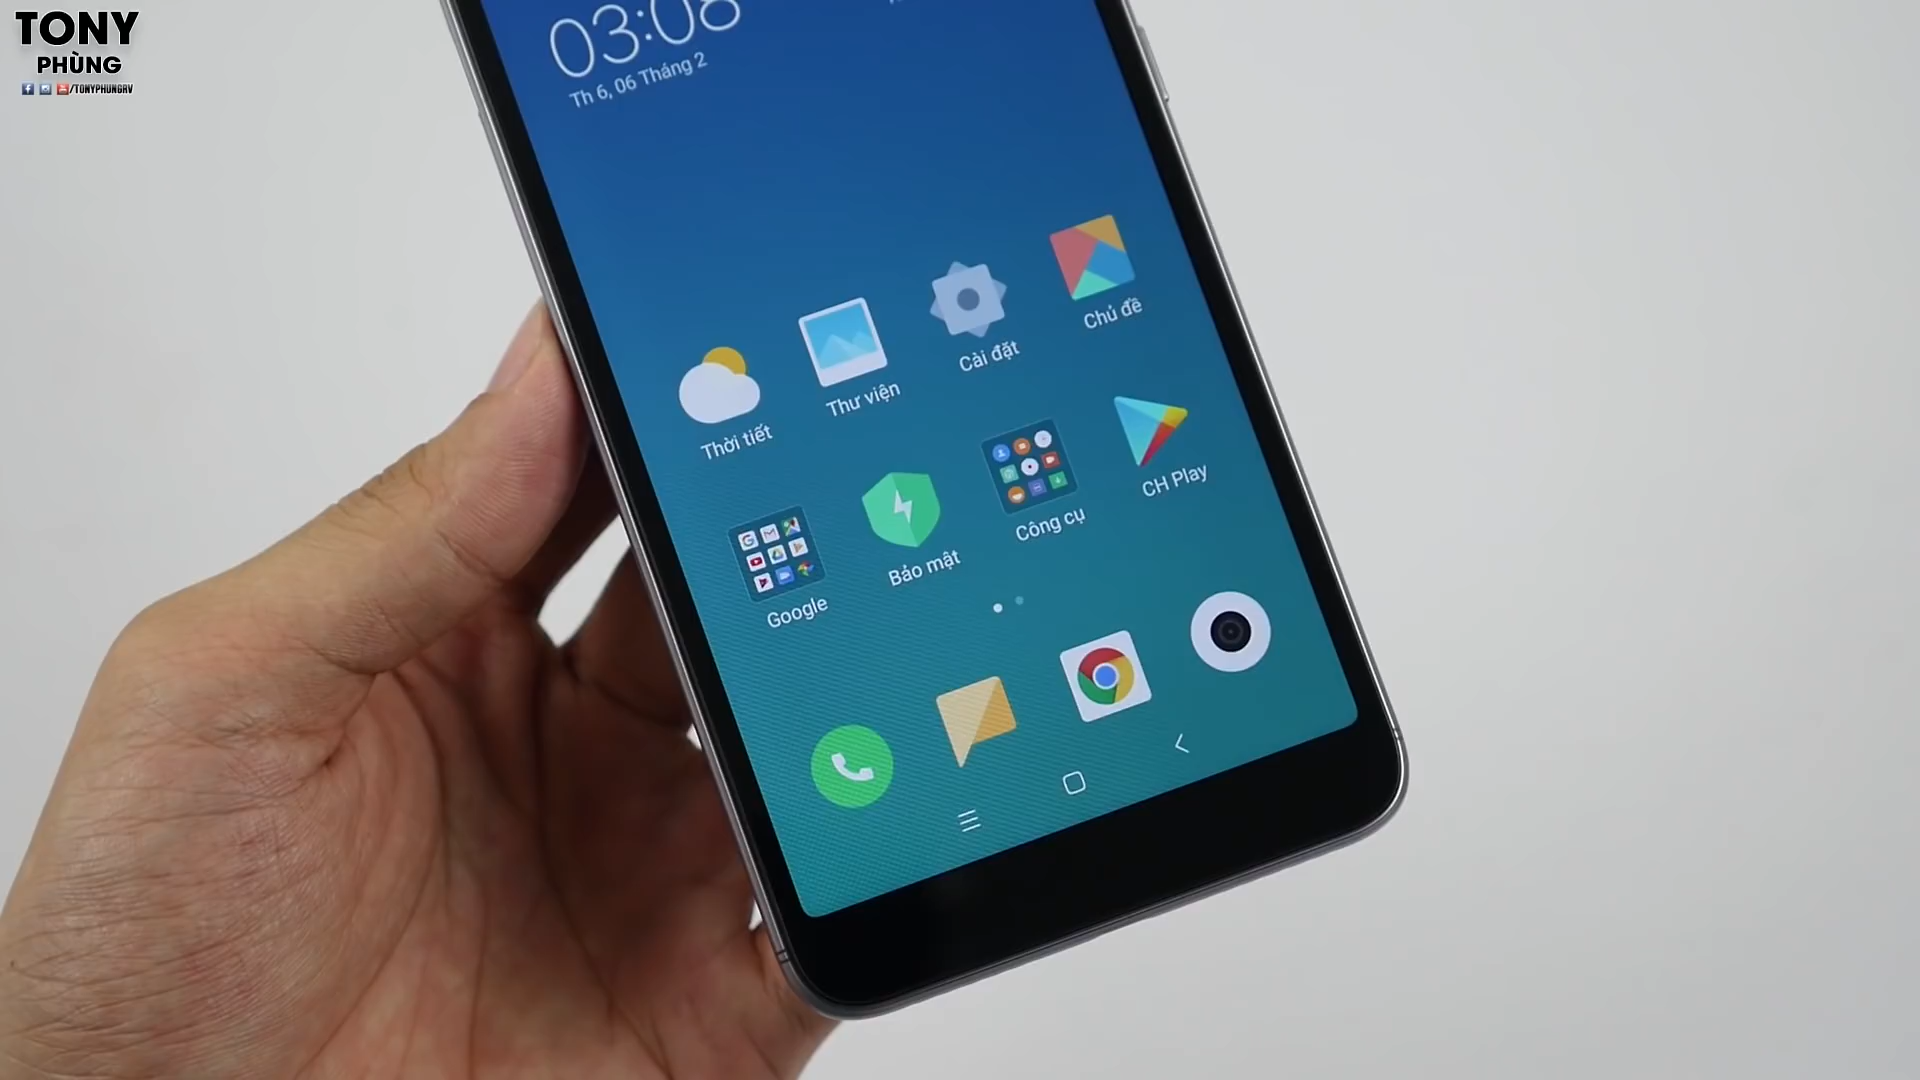 TONY
PHÙNG
/TONYPHUNGRV
03:08
Th 6, 06 Tháng 2
Thời tiết
Thư viện
Cài đặt
Chủ đề
Google
Bảo mật
Công cụ
CH Play